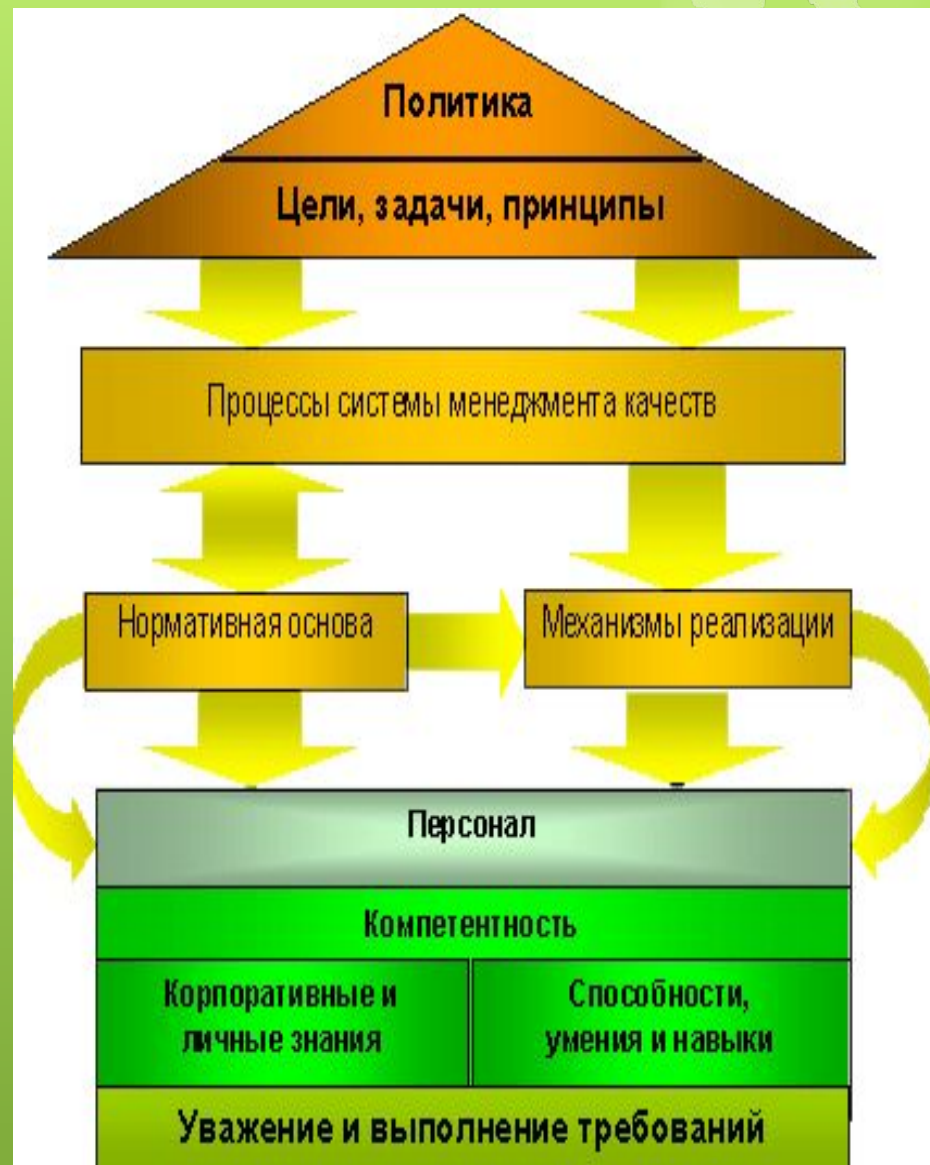 Политика
Цели, задачи, принципы
Процессы системы менеджмента качеств
Нормативная основа
Механизмы реализации
Персонал
Компетентность
Корпоративные и
личные знания
Способности,
умения и навыки
Уважение и выполнение требований